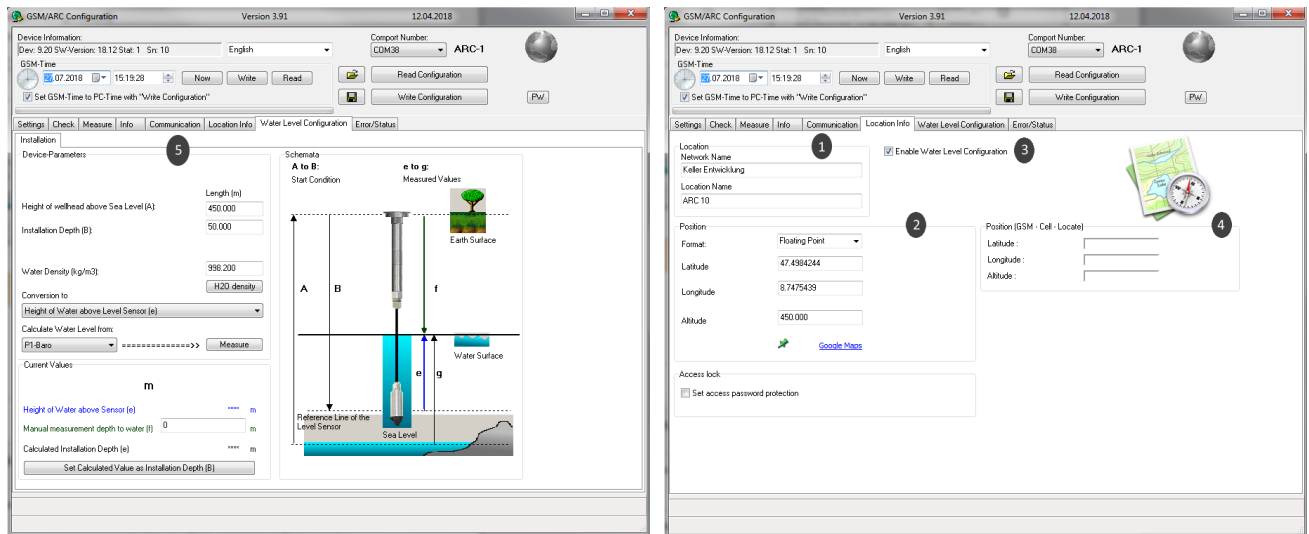 GSM/ARC Configuration Version 3.91 12.04.2018
Device Information:
Dev: 9.20 SW-Version: 18.12 Stat: 1 Sn: 10
English
Comport Number:
COM38
ARC-1
GSM-Time
27.07.2018
15:19:28
Now
Write
Read
Read Configuration
Set GSM-Time to PC-Time with "Write Configuration"
Write Configuration
PW
Settings Check Measure Info Communication Location Info Water Level Configuration Error/Status
Installation
5
Device-Parameters
Length (m)
Height of wellhead above Sea Level (A):
450.000
Installation Depth (B):
50.000
Water Density (kg/m3):
998.200
H2O density
Conversion to
Height of Water above Level Sensor (e)
Calculate Water Level from:
P1-Baro
==============>>
Measure
Current Values
m
Height of Water above Sensor (e) **** m
Manual measurement depth to water (f) 0 m
Calculated Installation Depth (e) **** m
Set Calculated Value as Installation Depth (B)
Schemata
A to B: e to g:
Start Condition Measured Values
Earth Surface
A B f
Water Surface
e g
Reference Line of the
Level Sensor
Sea Level
GSM/ARC Configuration Version 3.91 12.04.2018
Device Information:
Dev: 9.20 SW-Version: 18.12 Stat: 1 Sn: 10
English
Comport Number:
COM38
ARC-1
GSM-Time
27.07.2018
15:19:28
Now
Write
Read
Read Configuration
Set GSM-Time to PC-Time with "Write Configuration"
Write Configuration
PW
Settings Check Measure Info Communication Location Info Water Level Configuration Error/Status
Location
1
Network Name
Keller Entwicklung
Location Name
ARC 10
Enable Water Level Configuration
3
Position
2
Format: Floating Point
Latitude 47.4984244
Longitude 8.7475439
Altitude 450.000
Google Maps
Position (GSM - Cell - Locate)
4
Latitude :
Longitude :
Altitude :
Access lock
Set access password protection